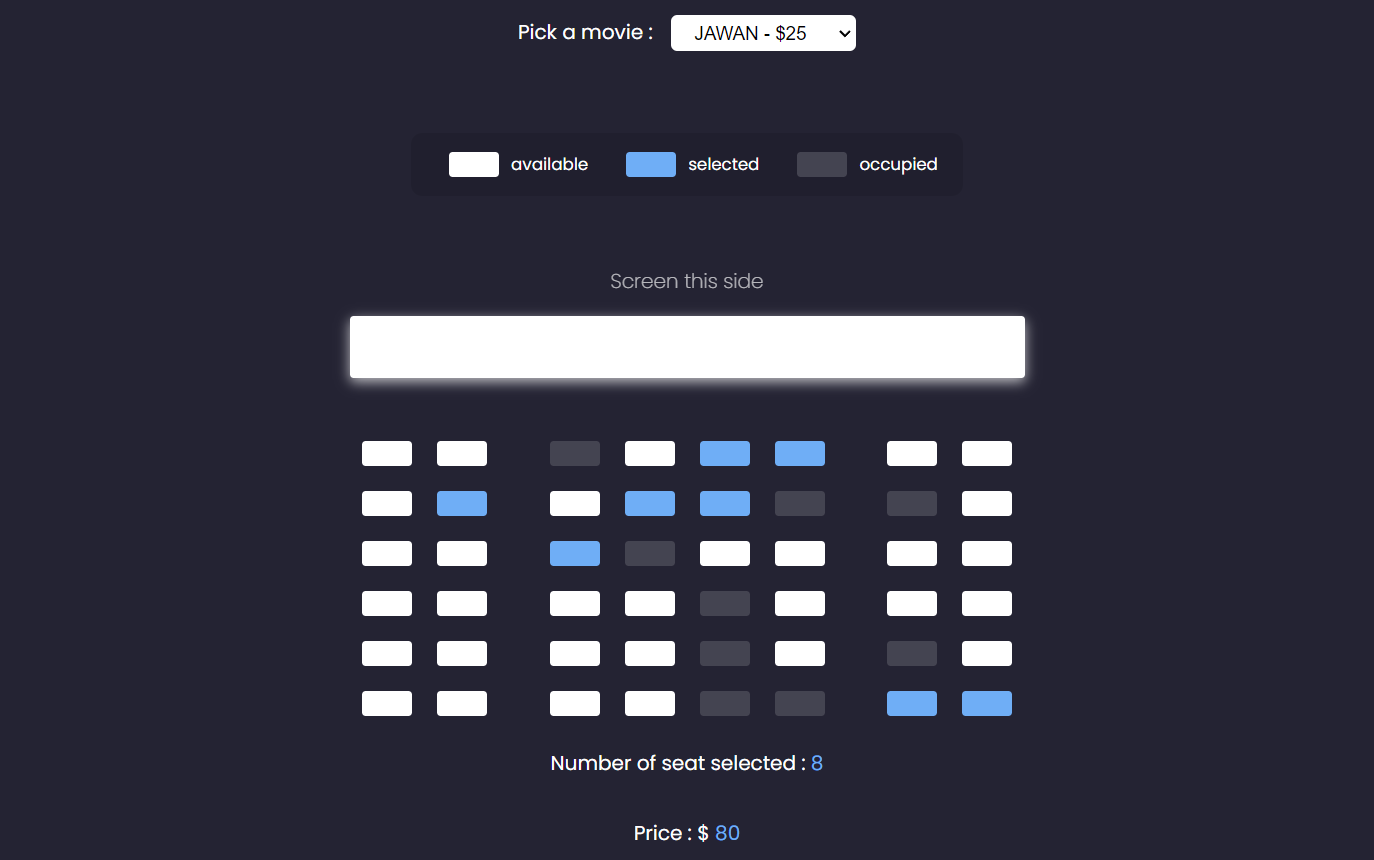 Pick a movie : JAWAN - $25
available selected occupied
Screen this side
Number of seat selected : 8
Price : $ 80